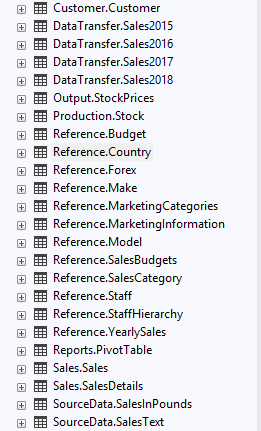 Customer.Customer
DataTransfer.Sales2015
DataTransfer.Sales2016
DataTransfer.Sales2017
DataTransfer.Sales2018
Output.StockPrices
Production.Stock
Reference.Budget
Reference.Country
Reference.Forex
Reference.Make
Reference.MarketingCategories
Reference.MarketingInformation
Reference.Model
Reference.SalesBudgets
Reference.SalesCategory
Reference.Staff
Reference.StaffHierarchy
Reference.YearlySales
Reports.PivotTable
Sales.Sales
Sales.SalesDetails
SourceData.SalesInPounds
SourceData.SalesText